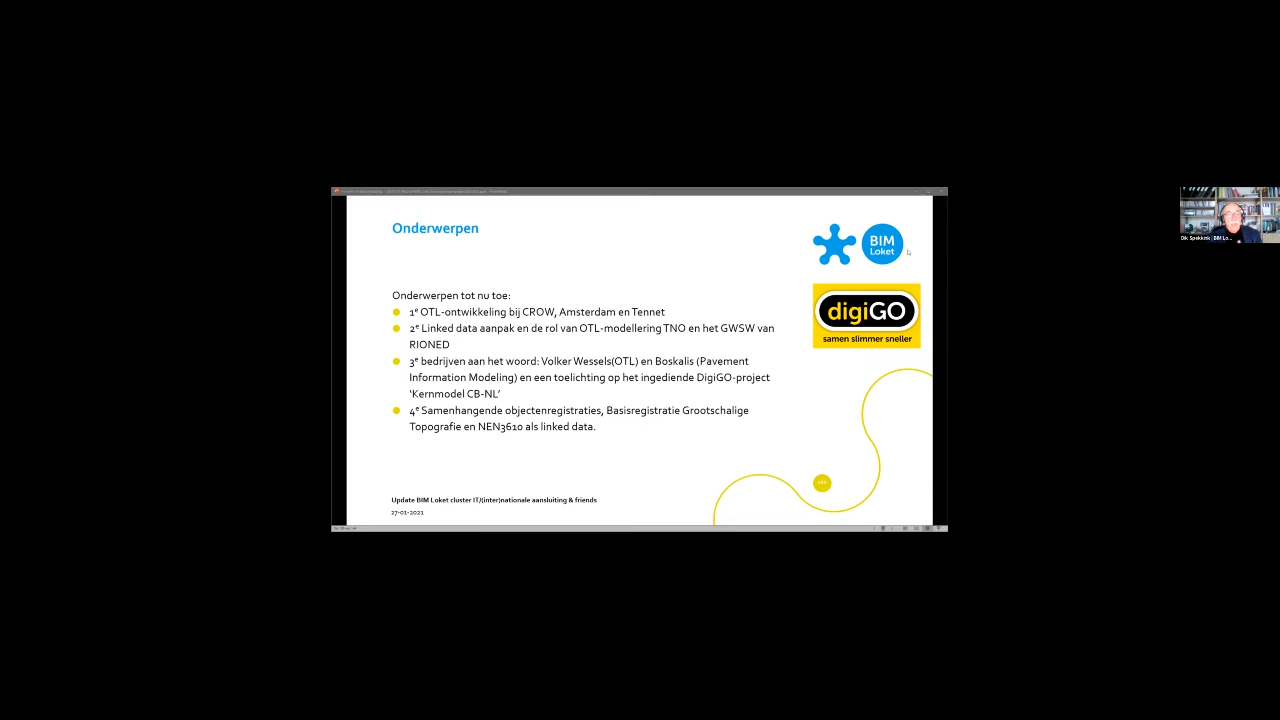 Onderwerpen
BIM
Loket
digiGO
samen slimmer sneller
Onderwerpen tot nu toe:
1e OTL-ontwikkeling bij CROW, Amsterdam en Tennet
2e Linked data aanpak en de rol van OTL-modellering TNO en het GWSW van
RIONED
3e bedrijven aan het woord: Volker Wessels(OTL) en Boskalis (Pavement
Information Modeling) en een toelichting op het ingediende DigiGO-project
'Kernmodel CB-NL'
4e Samenhangende objectenregistraties, Basisregistratie Grootschalige
Topografie en NEN3610 als linked data.
Update BIM Loket cluster IT/(inter)nationale aansluiting & friends
27-01-2021
Dik Spekkink | BIM Lo...